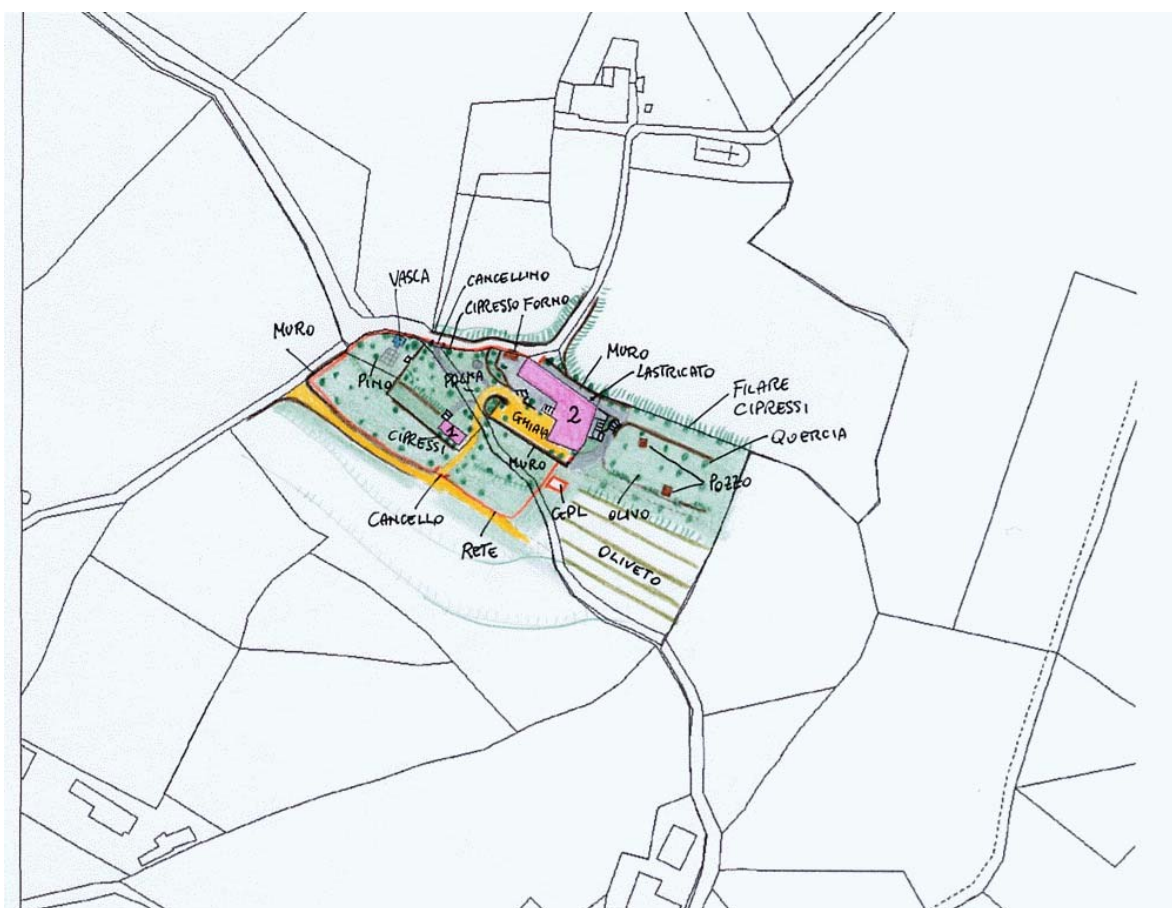 VASCA
CANCELLINO
CIPRESSO FORNO
MURO
MURO
LASTRICATO
PINO
PALMA
FILARE
CIPRESSI
2
GHIAIA
QUERCIA
CIPRESSI
1
MURO
POZZO
CANCELLO
GPL
OLIVO
RETE
OLIVETO